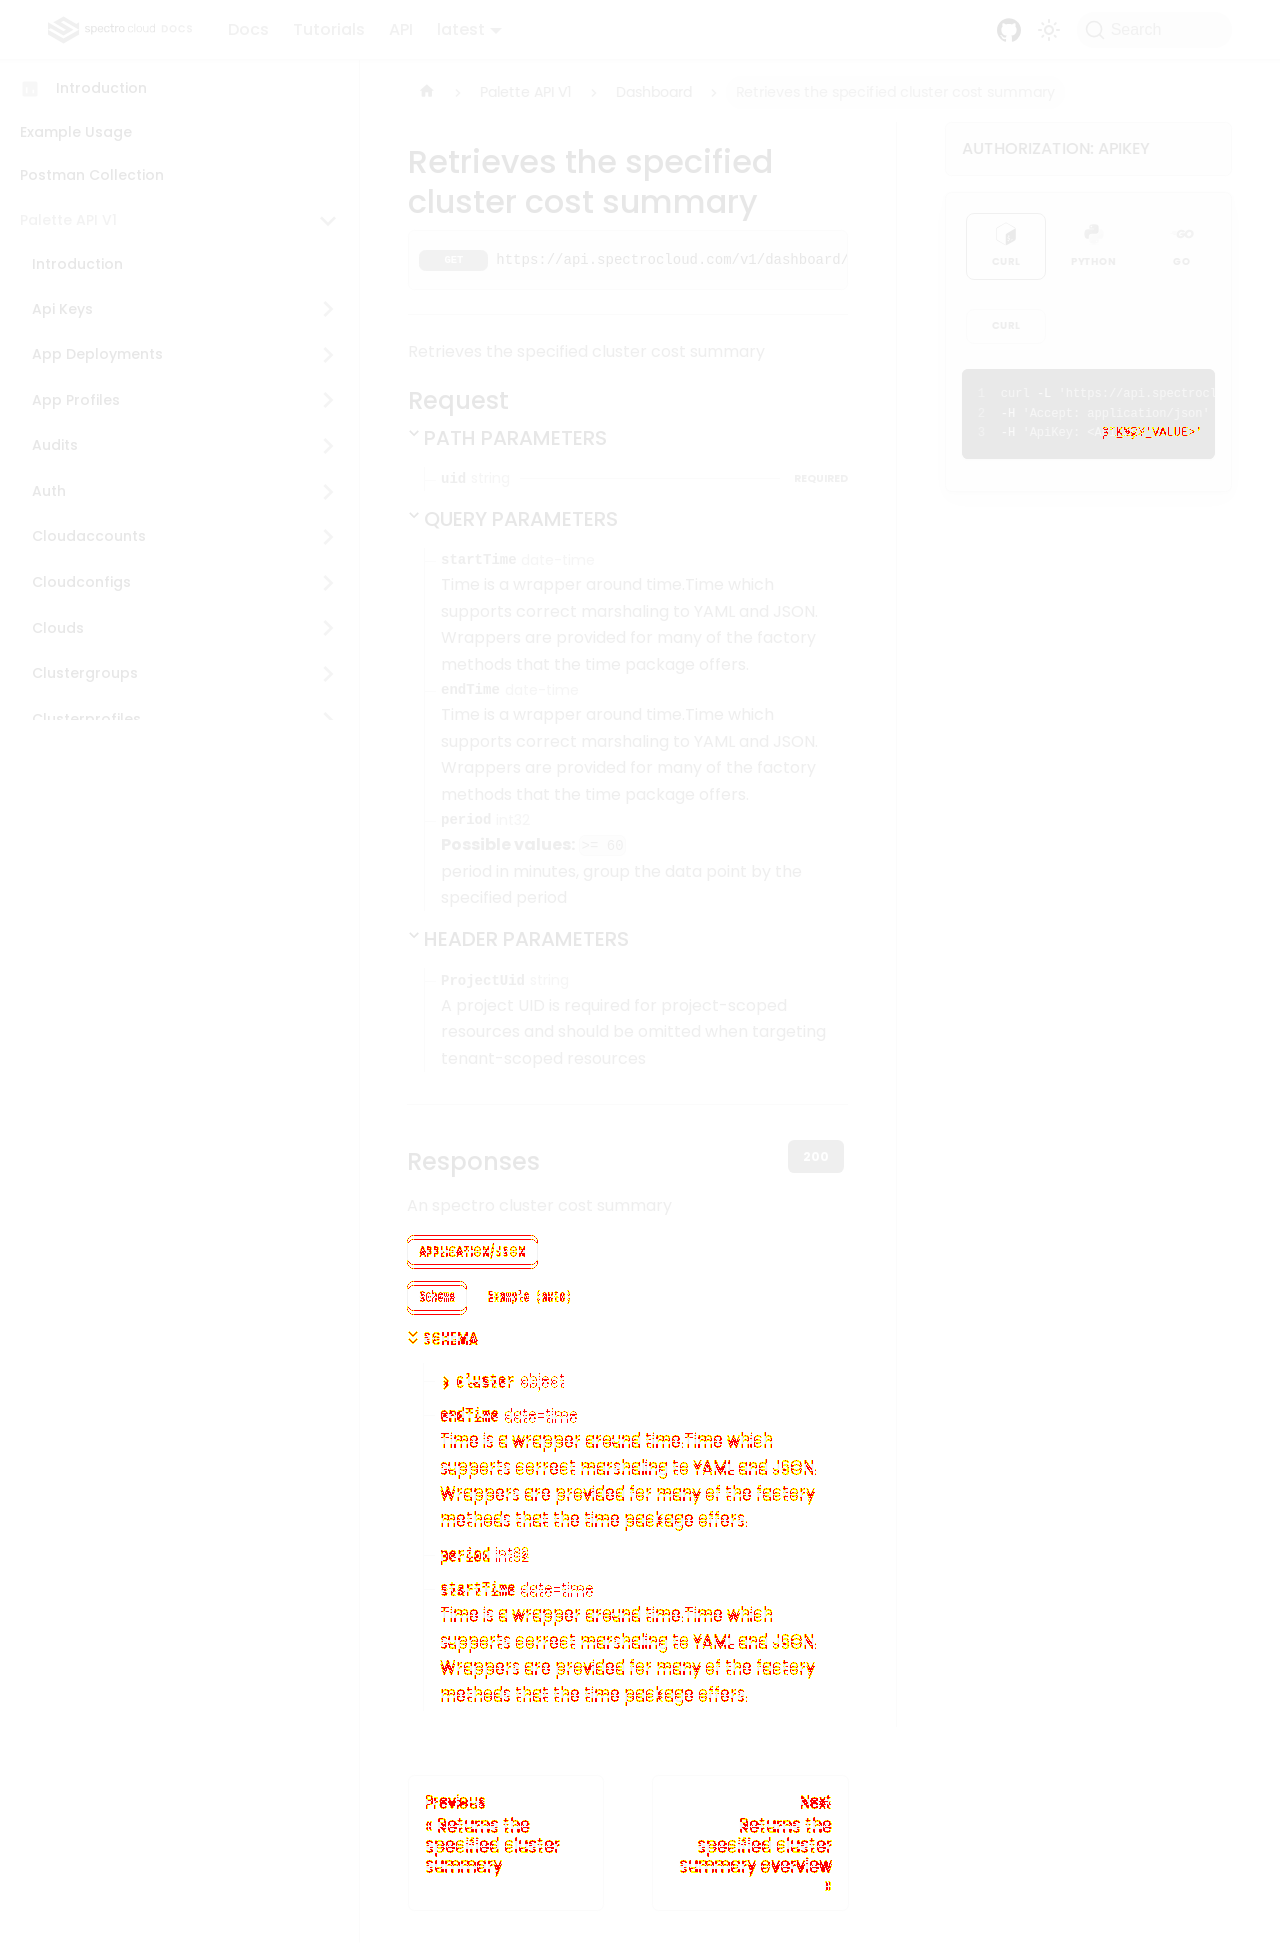 spectro cloud DOCS
Docs
Tutorials
API
latest
Search
Introduction
Example Usage
Postman Collection
Palette API V1
Introduction
Api Keys
App Deployments
App Profiles
Audits
Auth
Cloudaccounts
Cloudconfigs
Clouds
Clustergroups
Clusterprofiles
Palette API V1
Dashboard
Retrieves the specified cluster cost summary
Retrieves the specified
cluster cost summary
GET https://api.spectrocloud.com/v1/dashboard/
Retrieves the specified cluster cost summary
Request
PATH PARAMETERS
uid string REQUIRED
QUERY PARAMETERS
startTime date-time
Time is a wrapper around time.Time which
supports correct marshaling to YAML and JSON.
Wrappers are provided for many of the factory
methods that the time package offers.
endTime date-time
Time is a wrapper around time.Time which
supports correct marshaling to YAML and JSON.
Wrappers are provided for many of the factory
methods that the time package offers.
period int32
Possible values: >= 60
period in minutes, group the data point by the
specified period
HEADER PARAMETERS
ProjectUid string
A project UID is required for project-scoped
resources and should be omitted when targeting
tenant-scoped resources
Responses
200
An spectro cluster cost summary
APPLICATION/JSON
Schema
Example (auto)
SCHEMA
cluster object
endTime date-time
Time is a wrapper around time.Time which
supports correct marshaling to YAML and JSON.
Wrappers are provided for many of the factory
methods that the time package offers.
period int32
startTime date-time
Time is a wrapper around time.Time which
supports correct marshaling to YAML and JSON.
Wrappers are provided for many of the factory
methods that the time package offers.
Previous
« Returns the
specified cluster
summary
Next
Returns the
specified cluster
summary overview
»
AUTHORIZATION: APIKEY
CURL
PYTHON
GO
GO
CURL
1 curl -L 'https://api.spectrocl
2 -H 'Accept: application/json'
3 -H 'ApiKey: